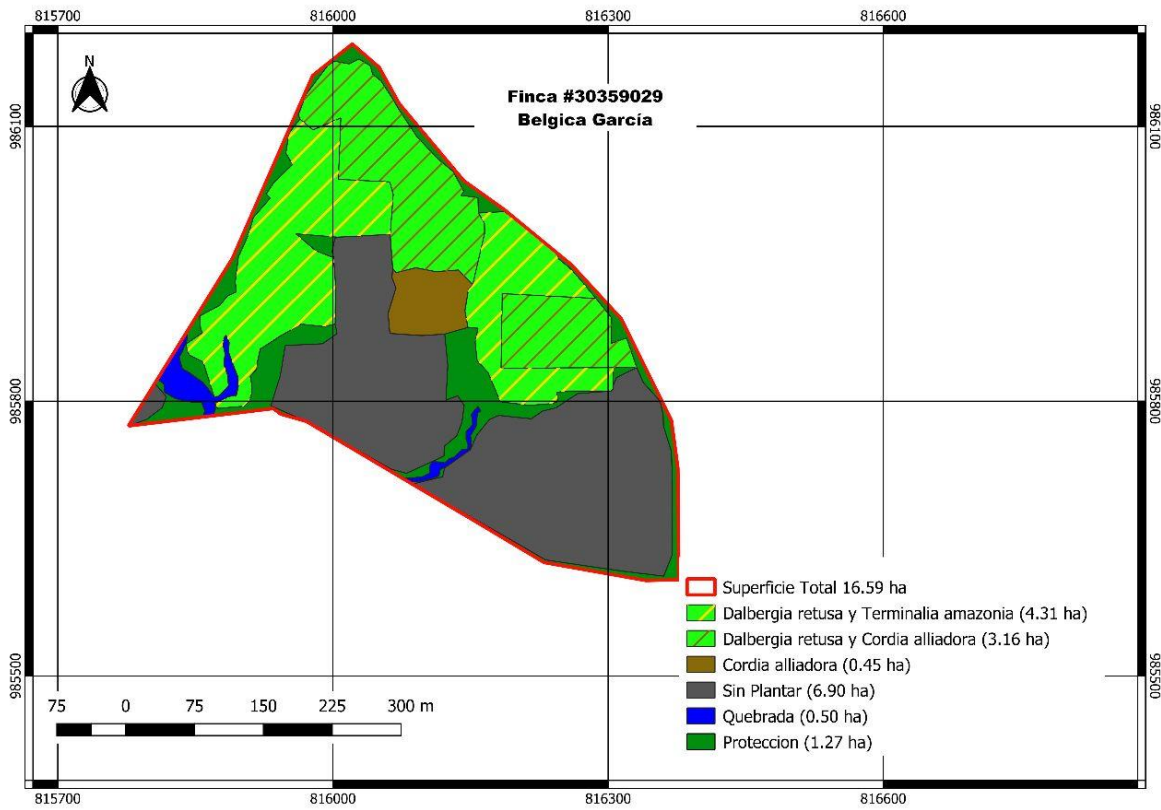 815700 816000 816300 816600
N
Finca #30359029
Belgica García
986100 986100
985800 985800
Superficie Total 16.59 ha
Dalbergia retusa y Terminalia amazonia (4.31 ha)
Dalbergia retusa y Cordia alliadora (3.16 ha)
Cordia alliadora (0.45 ha)
985500 985500
Sin Plantar (6.90 ha)
Quebrada (0.50 ha)
Proteccion (1.27 ha)
75 0 75 150 225 300 m
815700 816000 816300 816600